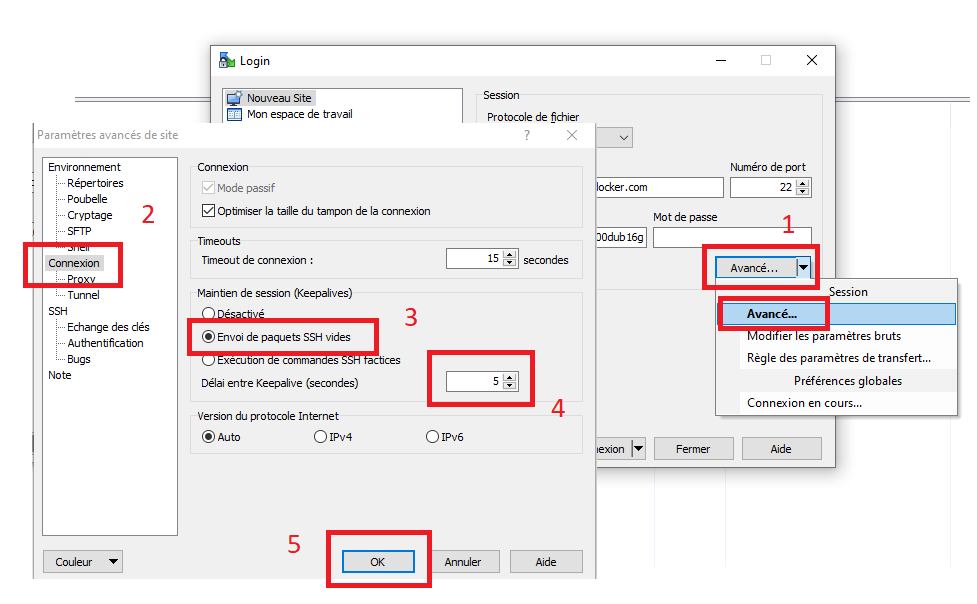 Login
Nouveau Site
Mon espace de travail
Session
Protocole de fichier
Numéro de port
locker.com
22
Mot de passe
00dub16g
1
Avancé...
Session
Avancé...
Modifier les paramètres bruts
Règle des paramètres de transfert...
Préférences globales
Connexion en cours...
nexion
Fermer
Aide
Paramètres avancés de site
?
Environnement
Répertoires
Poubelle
Cryptage
SFTP
Shell
Connexion
Proxy
Tunnel
SSH
Echange des clés
Authentification
Bugs
Note
2
Connexion
Mode passif
Optimiser la taille du tampon de la connexion
Timeouts
Timeout de connexion :
15
secondes
Maintien de session (Keepalives)
Désactivé
3
Envoi de paquets SSH vides
Exécution de commandes SSH factices
Délai entre Keepalive (secondes)
5
4
Version du protocole Internet
Auto
IPv4
IPv6
5
Couleur
OK
Annuler
Aide